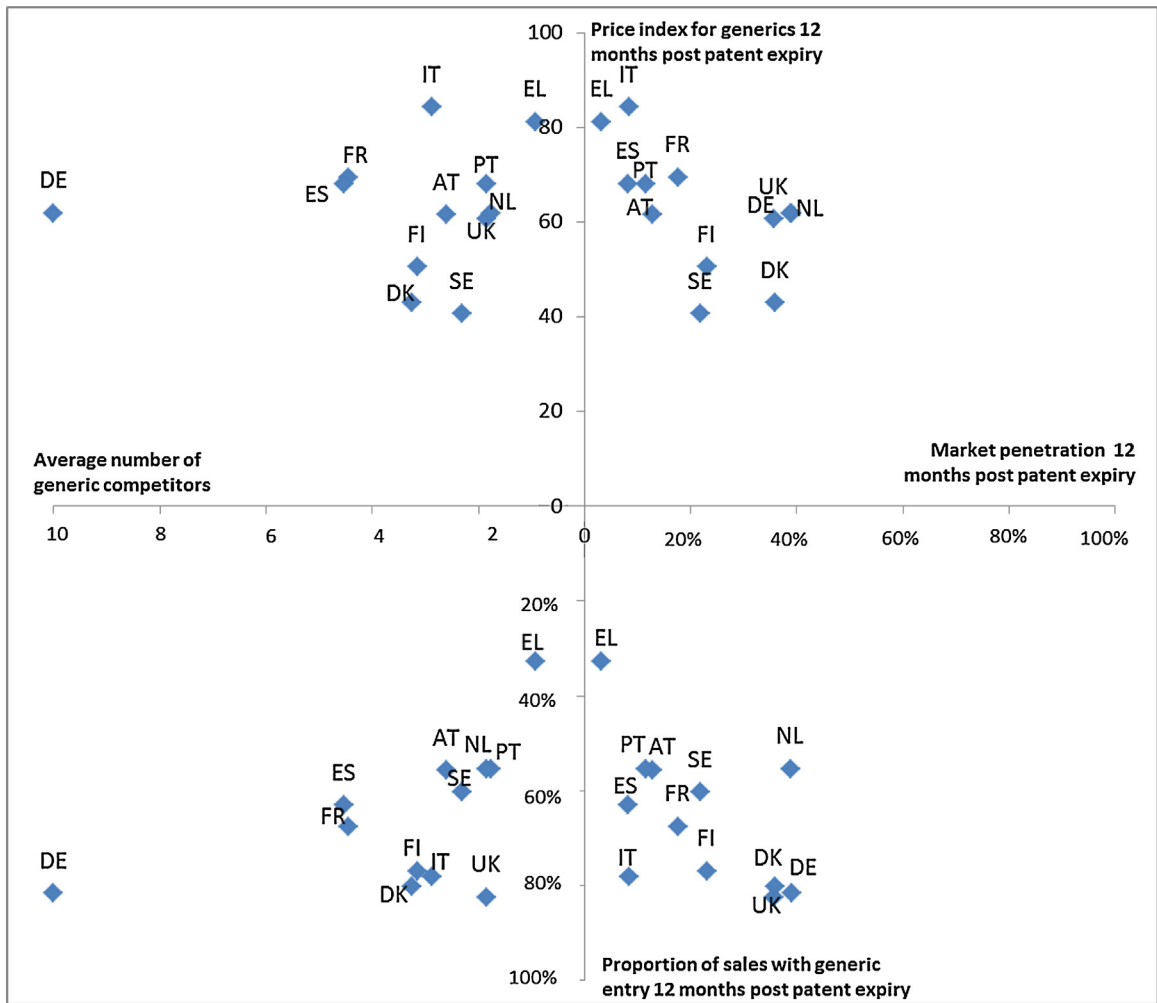 100
Price index for generics 12
months post patent expiry
IT
EL
EL
IT
80
FR
PT
ES
PT
FR
DE
ES
AT
NL
UK
AT
UK
DE
NL
60
FI
FI
DK
SE
SE
DK
40
20
Average number of
generic competitors
Market penetration 12
months post patent expiry
0
10
8
6
4
2
0
20%
40%
60%
80%
100%
20%
EL
EL
40%
AT
NL
PT
PT
AT
SE
NL
ES
SE
ES
60%
FR
FR
DE
FI
IT
UK
IT
FI
DK
DE
DK
80%
UK
100%
Proportion of sales with generic
entry 12 months post patent expiry